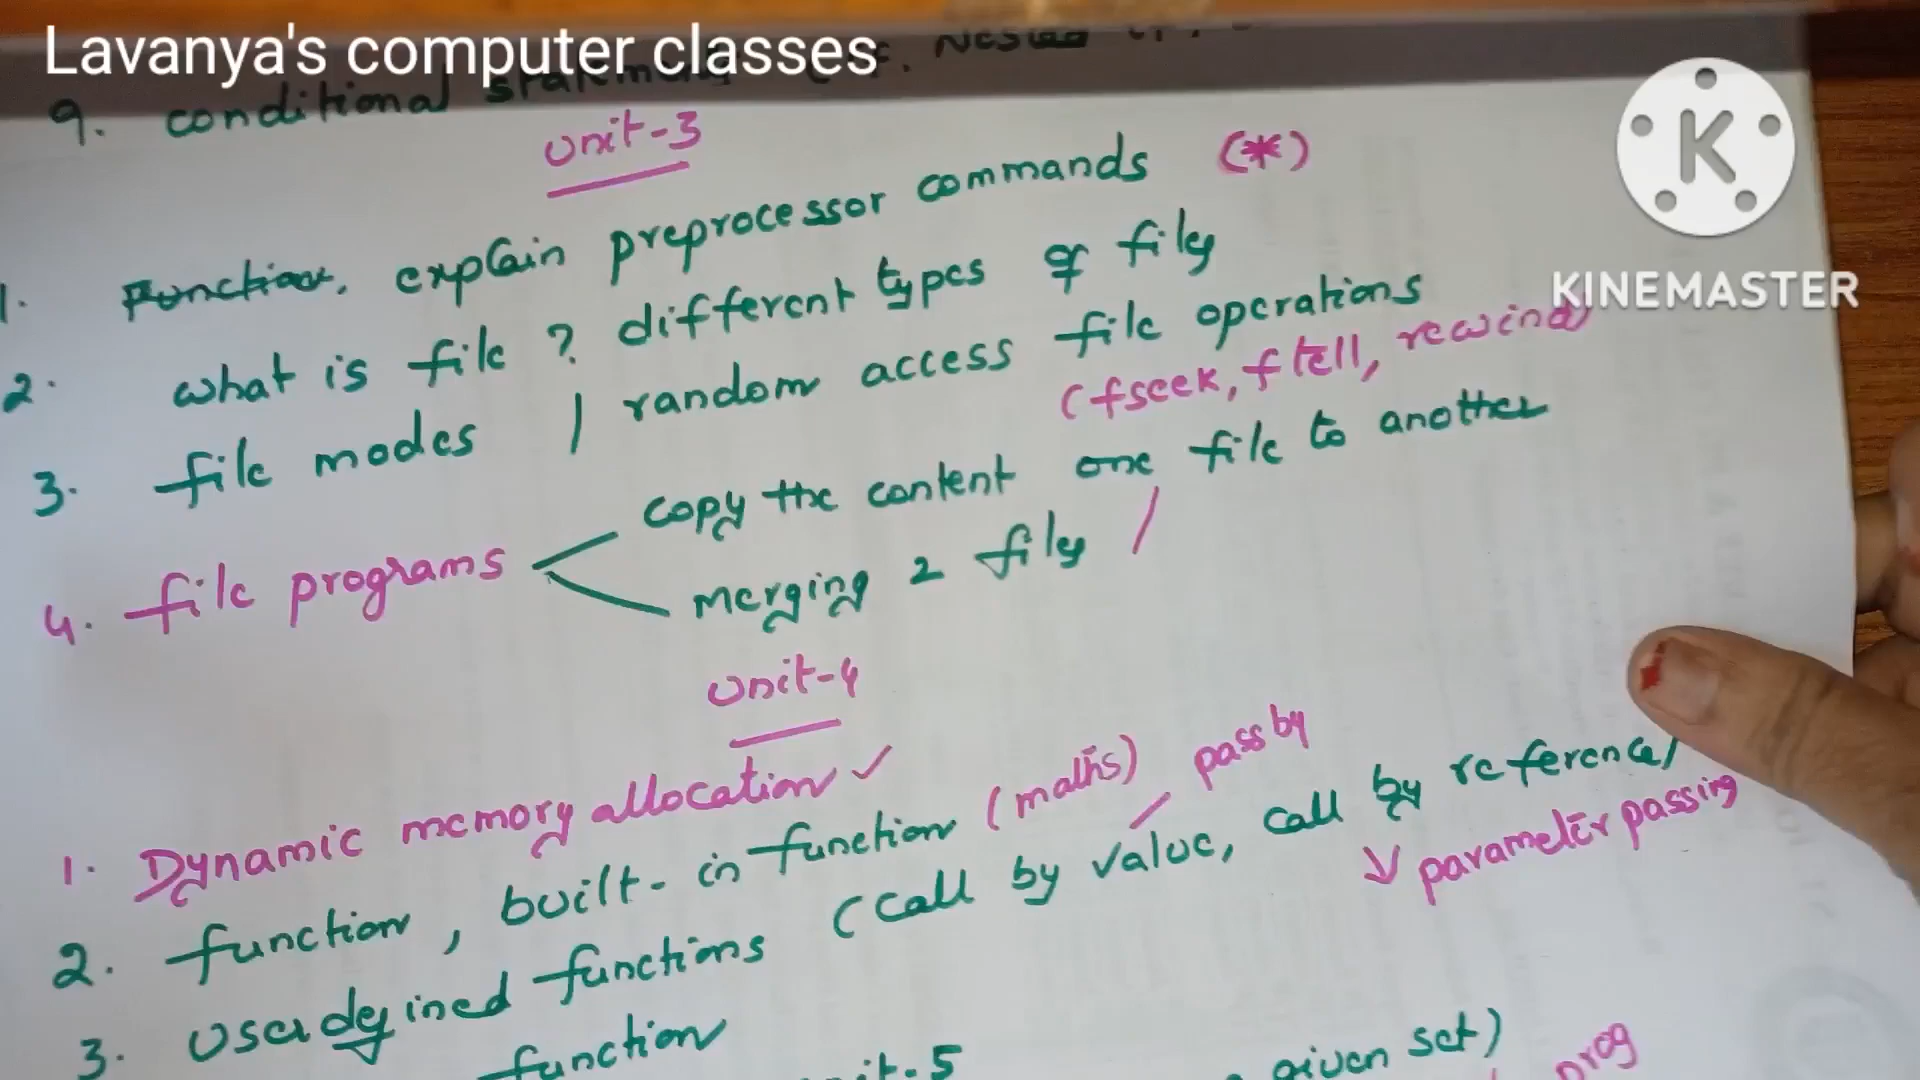 Lavanya's computer classes
9. conditional
Unit-3
1. Function, explain preprocessor commands (*)
2. what is file ? different types of files
3. file modes / random access file operations
(fseek, ftell, rewind)
4. file programs
copy the content one file to another
merging 2 files /
Unit-4
1. Dynamic memory allocation ✓
2. function, built-in function (maths)
pass by
3. userdefined functions (call by value, call by reference)
parameter passing
function
given set)
prog
KINEMASTER